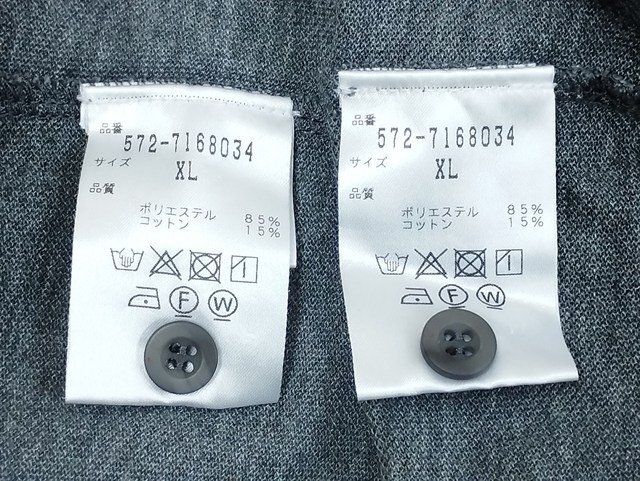 品番
572-7168034
サイズ
XL
品質
ポリエステル 85%
コットン 15%
F W
品番
572-7168034
サイズ
XL
品質
ポリエステル 85%
コットン 15%
F W